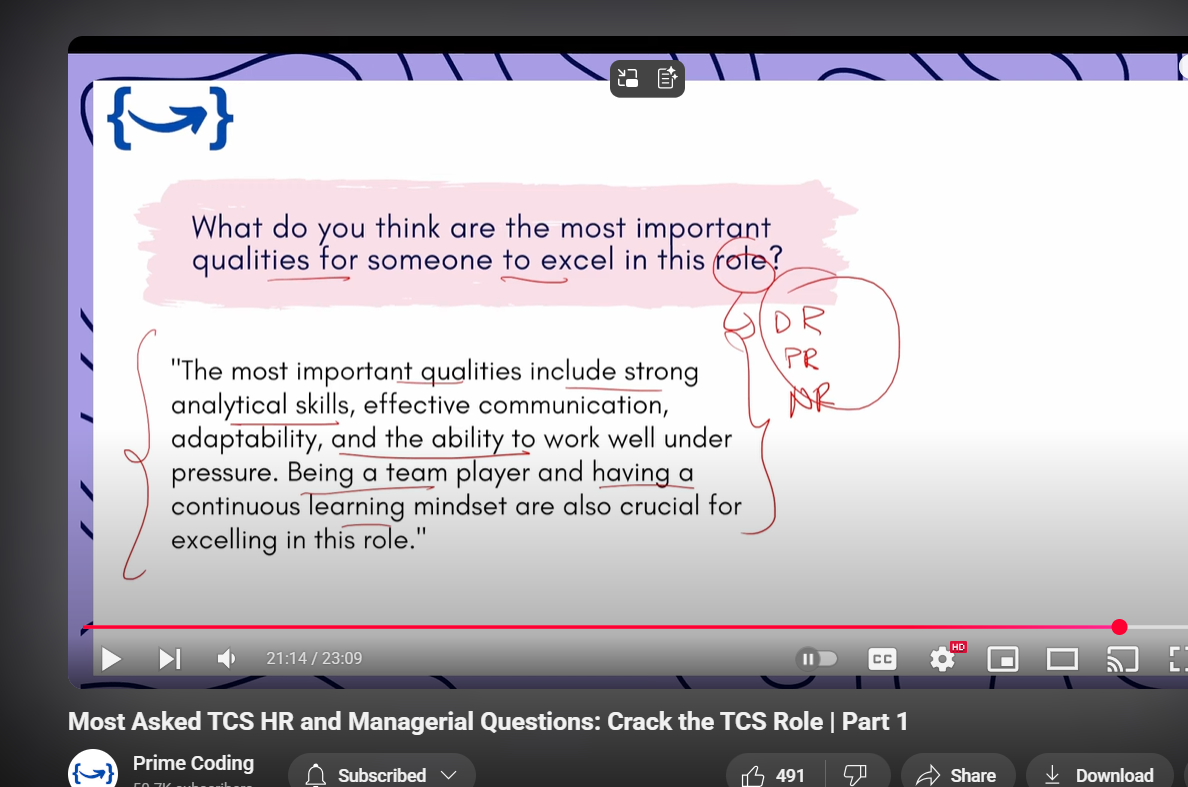 What do you think are the most important
qualities for someone to excel in this role?
DR
PR
NR
"The most important qualities include strong
analytical skills, effective communication,
adaptability, and the ability to work well under
pressure. Being a team player and having a
continuous learning mindset are also crucial for
excelling in this role."
21:14 / 23:09
CC
HD
Most Asked TCS HR and Managerial Questions: Crack the TCS Role | Part 1
Prime Coding
Subscribed
491
Share
Download